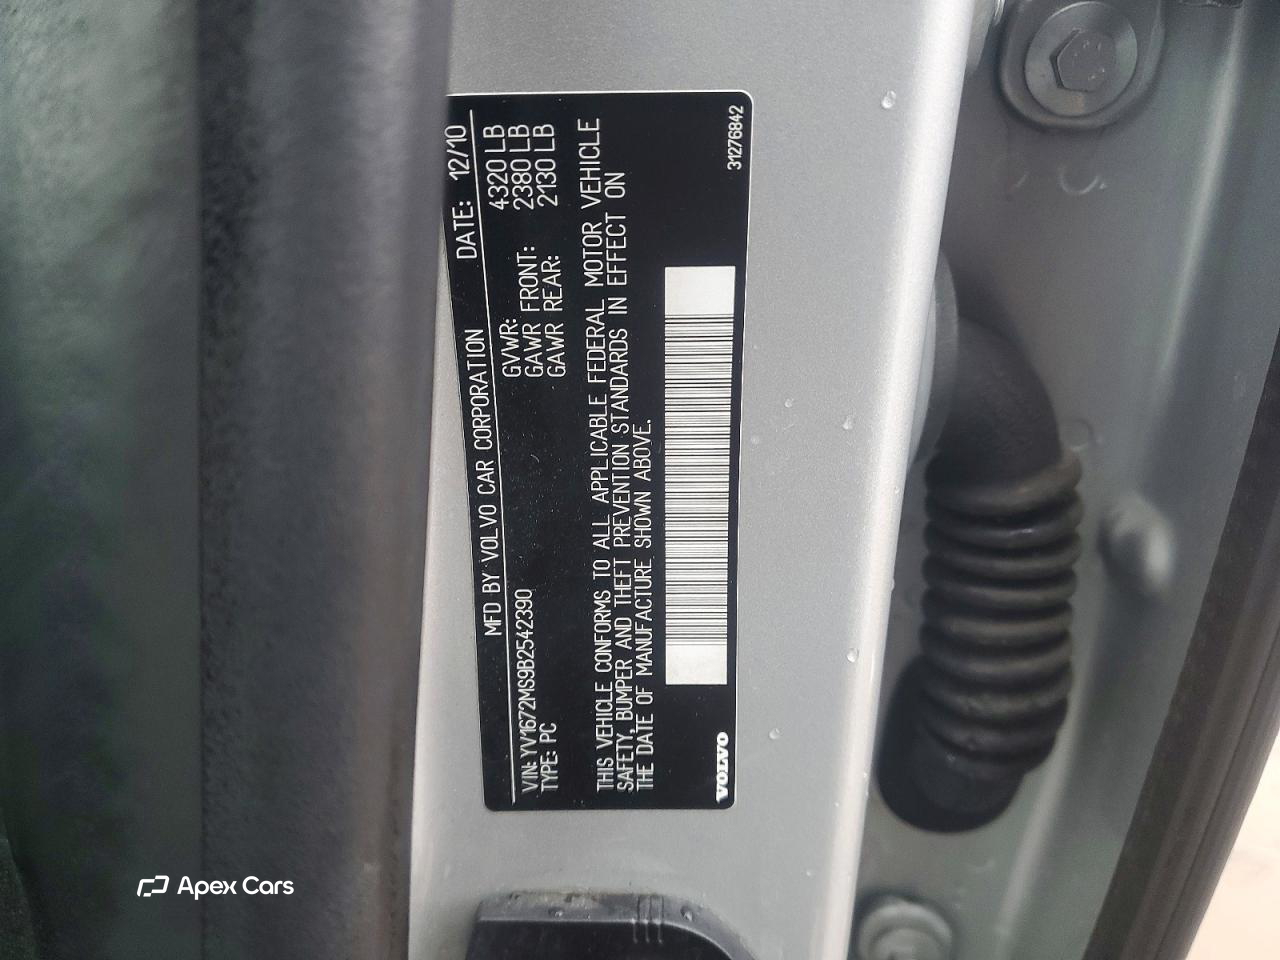 MFD BY VOLVO CAR CORPORATION DATE: 12/10
GVWR: 4320 LB
GAWR FRONT: 2380 LB
GAWR REAR: 2130 LB
VIN: YV1672MS9B2542390
TYPE: PC
THIS VEHICLE CONFORMS TO ALL APPLICABLE FEDERAL MOTOR VEHICLE
SAFETY, BUMPER AND THEFT PREVENTION STANDARDS IN EFFECT ON
THE DATE OF MANUFACTURE SHOWN ABOVE.
VOLVO
31276842
Apex Cars